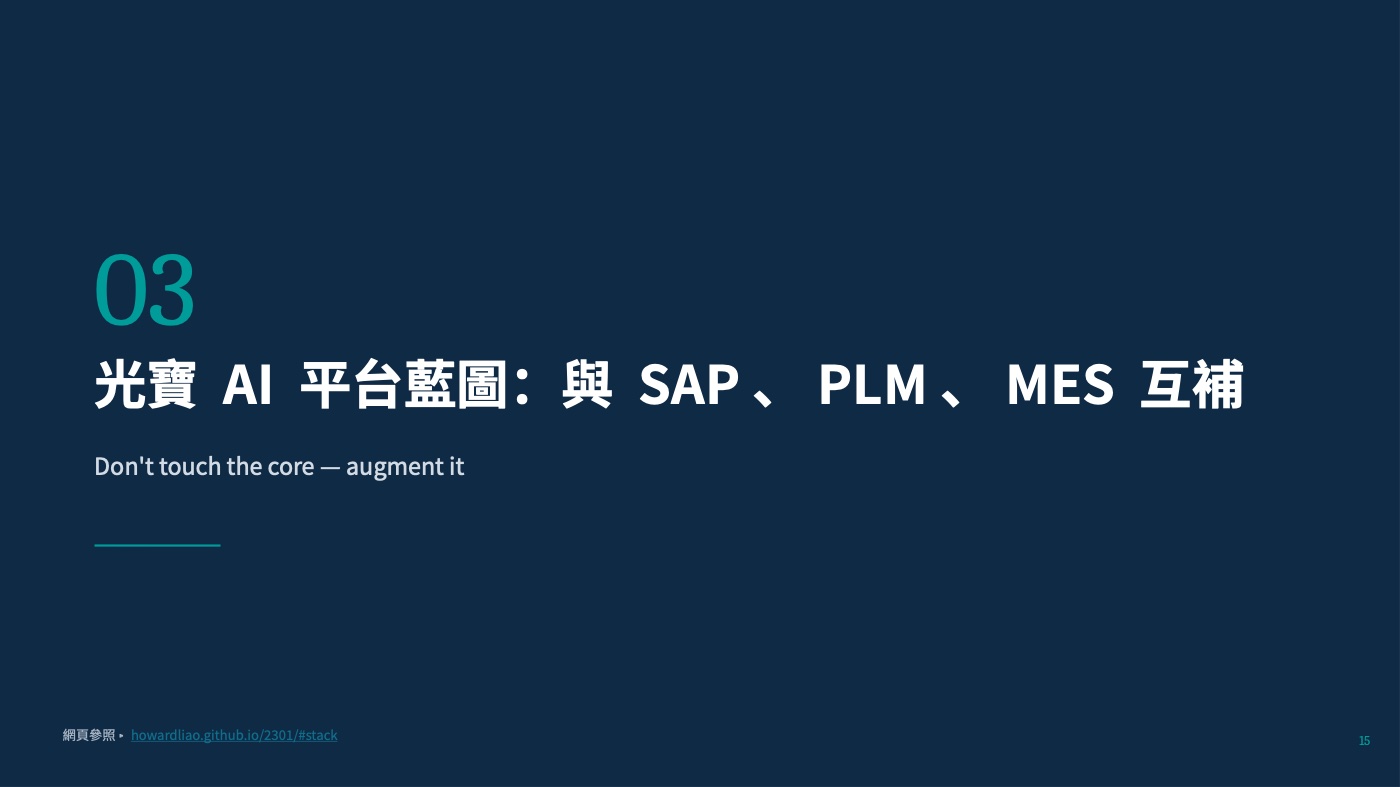 03
光寶 AI 平台藍圖：與 SAP、PLM、MES 互補
Don't touch the core — augment it
網頁參照 ▸ howardliao.github.io/2301/#stack
15